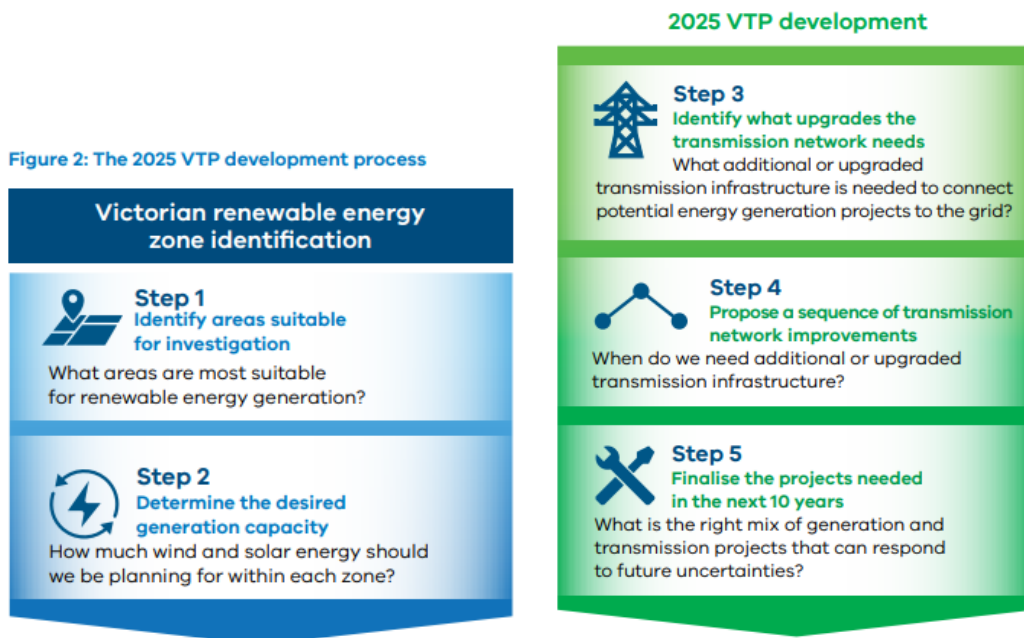 Figure 2: The 2025 VTP development process
Victorian renewable energy
zone identification
Step 1
Identify areas suitable
for investigation
What areas are most suitable
for renewable energy generation?
Step 2
Determine the desired
generation capacity
How much wind and solar energy should
we be planning for within each zone?
2025 VTP development
Step 3
Identify what upgrades the
transmission network needs
What additional or upgraded
transmission infrastructure is needed to connect
potential energy generation projects to the grid?
Step 4
Propose a sequence of transmission
network improvements
When do we need additional or upgraded
transmission infrastructure?
Step 5
Finalise the projects needed
in the next 10 years
What is the right mix of generation and
transmission projects that can respond
to future uncertainties?